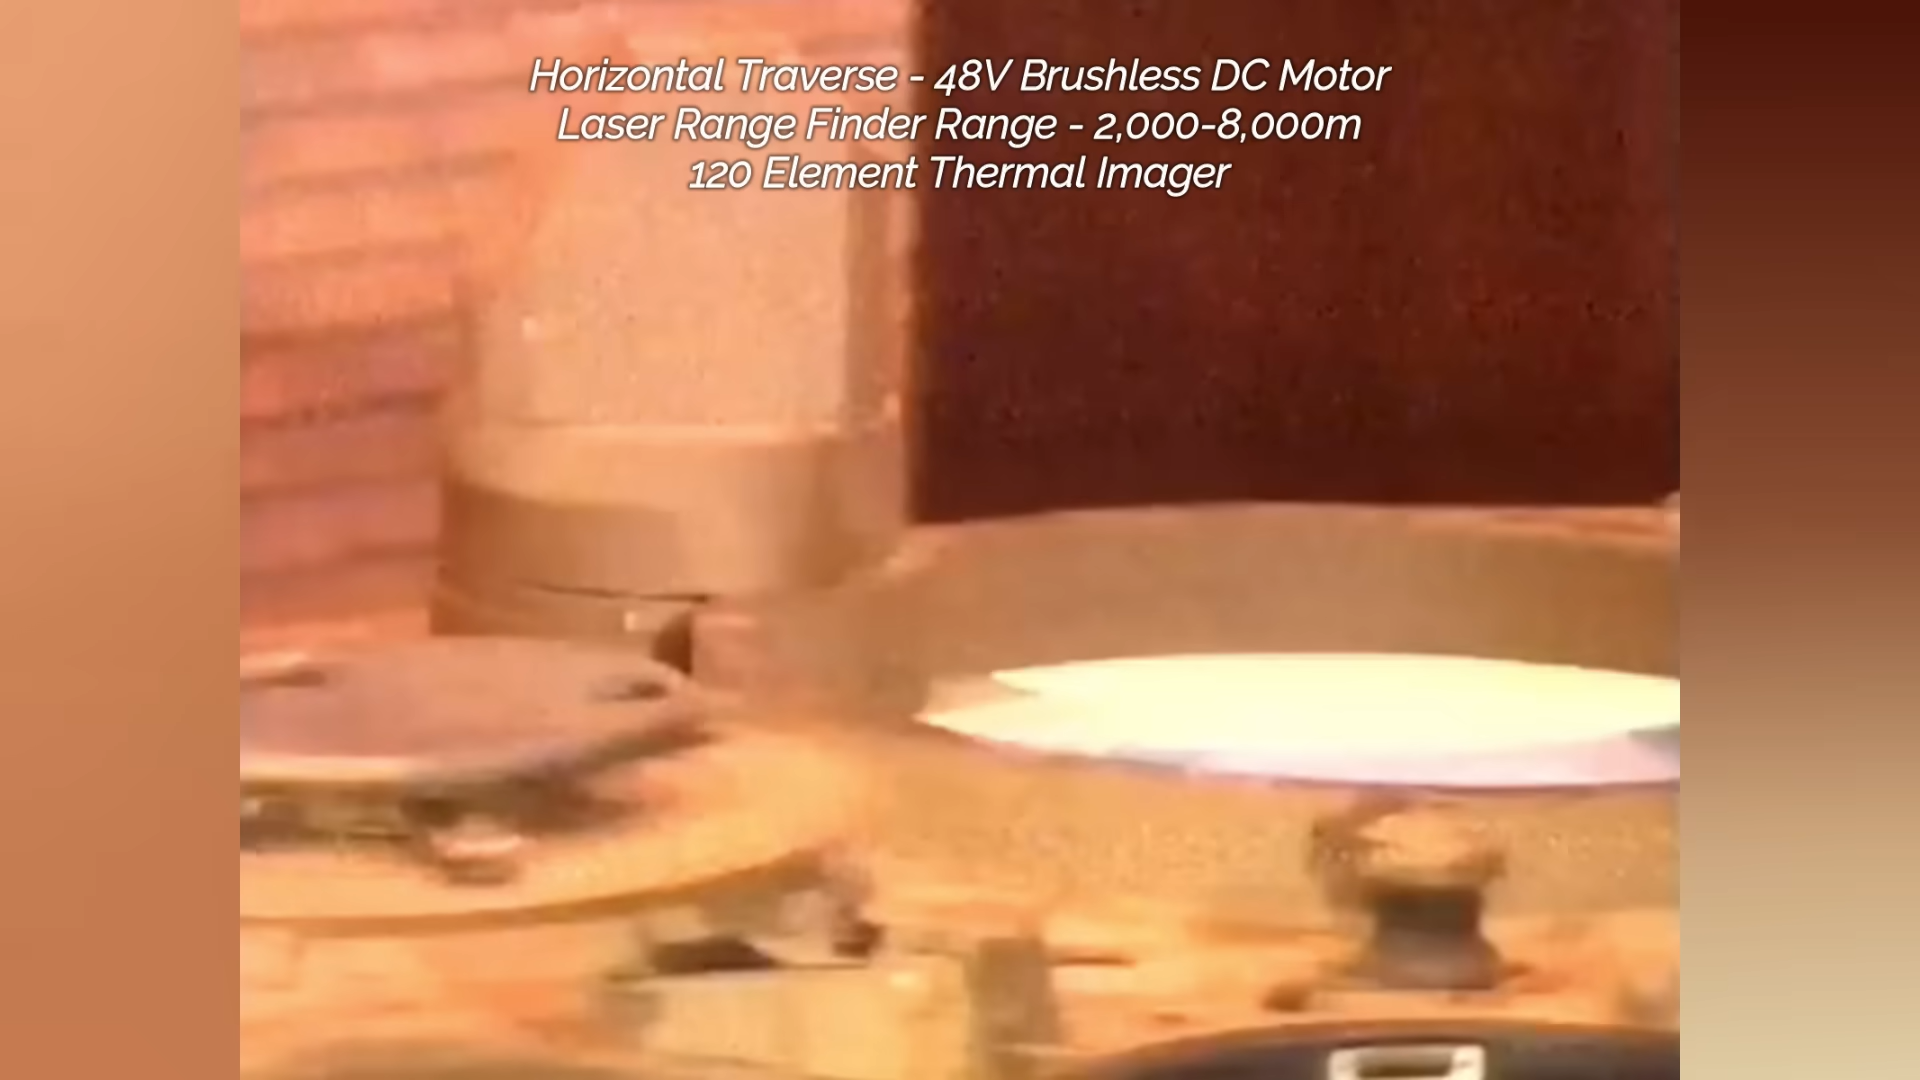 Horizontal Traverse - 48V Brushless DC Motor
Laser Range Finder Range - 2,000-8,000m
120 Element Thermal Imager